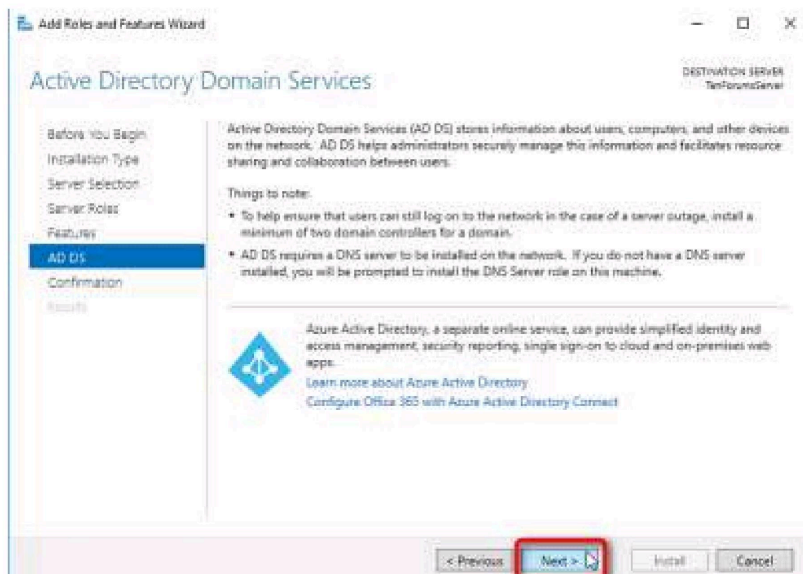 Add Roles and Features Wizard
Active Directory Domain Services
DESTINATION SERVER
TenForumsServer
Before You Begin
Installation Type
Server Selection
Server Roles
Features
AD DS
Confirmation
Results
Active Directory Domain Services (AD DS) stores information about users, computers, and other devices
on the network. AD DS helps administrators securely manage this information and facilitates resource
sharing and collaboration between users.
Things to note:
• To help ensure that users can still log on to the network in the case of a server outage, install a
minimum of two domain controllers for a domain.
• AD DS requires a DNS server to be installed on the network. If you do not have a DNS server
installed, you will be prompted to install the DNS Server role on this machine.
Azure Active Directory, a separate online service, can provide simplified identity and
access management, security reporting, single sign-on to cloud and on-premises web
apps.
Learn more about Azure Active Directory
Configure Office 365 with Azure Active Directory Connect
< Previous
Next >
Install
Cancel